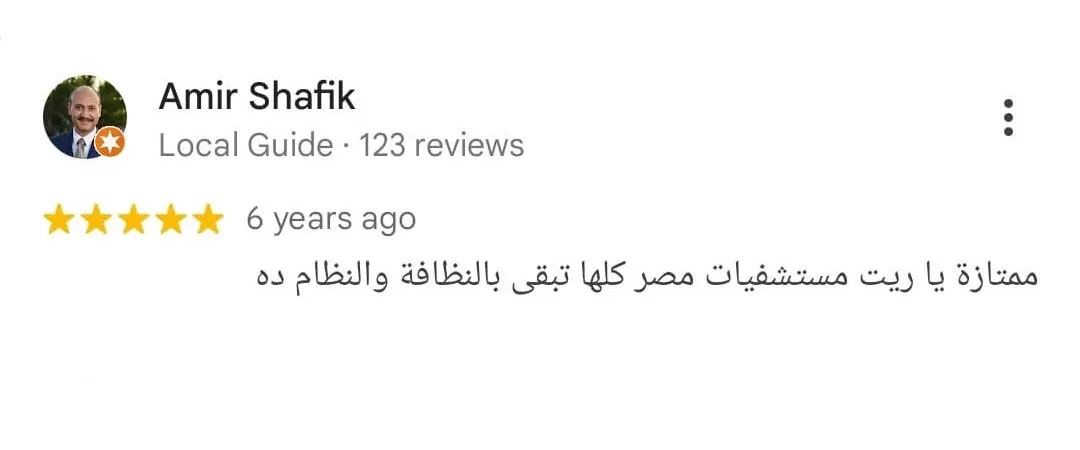 Amir Shafik
Local Guide · 123 reviews
6 years ago
ممتازة يا ريت مستشفيات مصر كلها تبقى بالنظافة والنظام ده